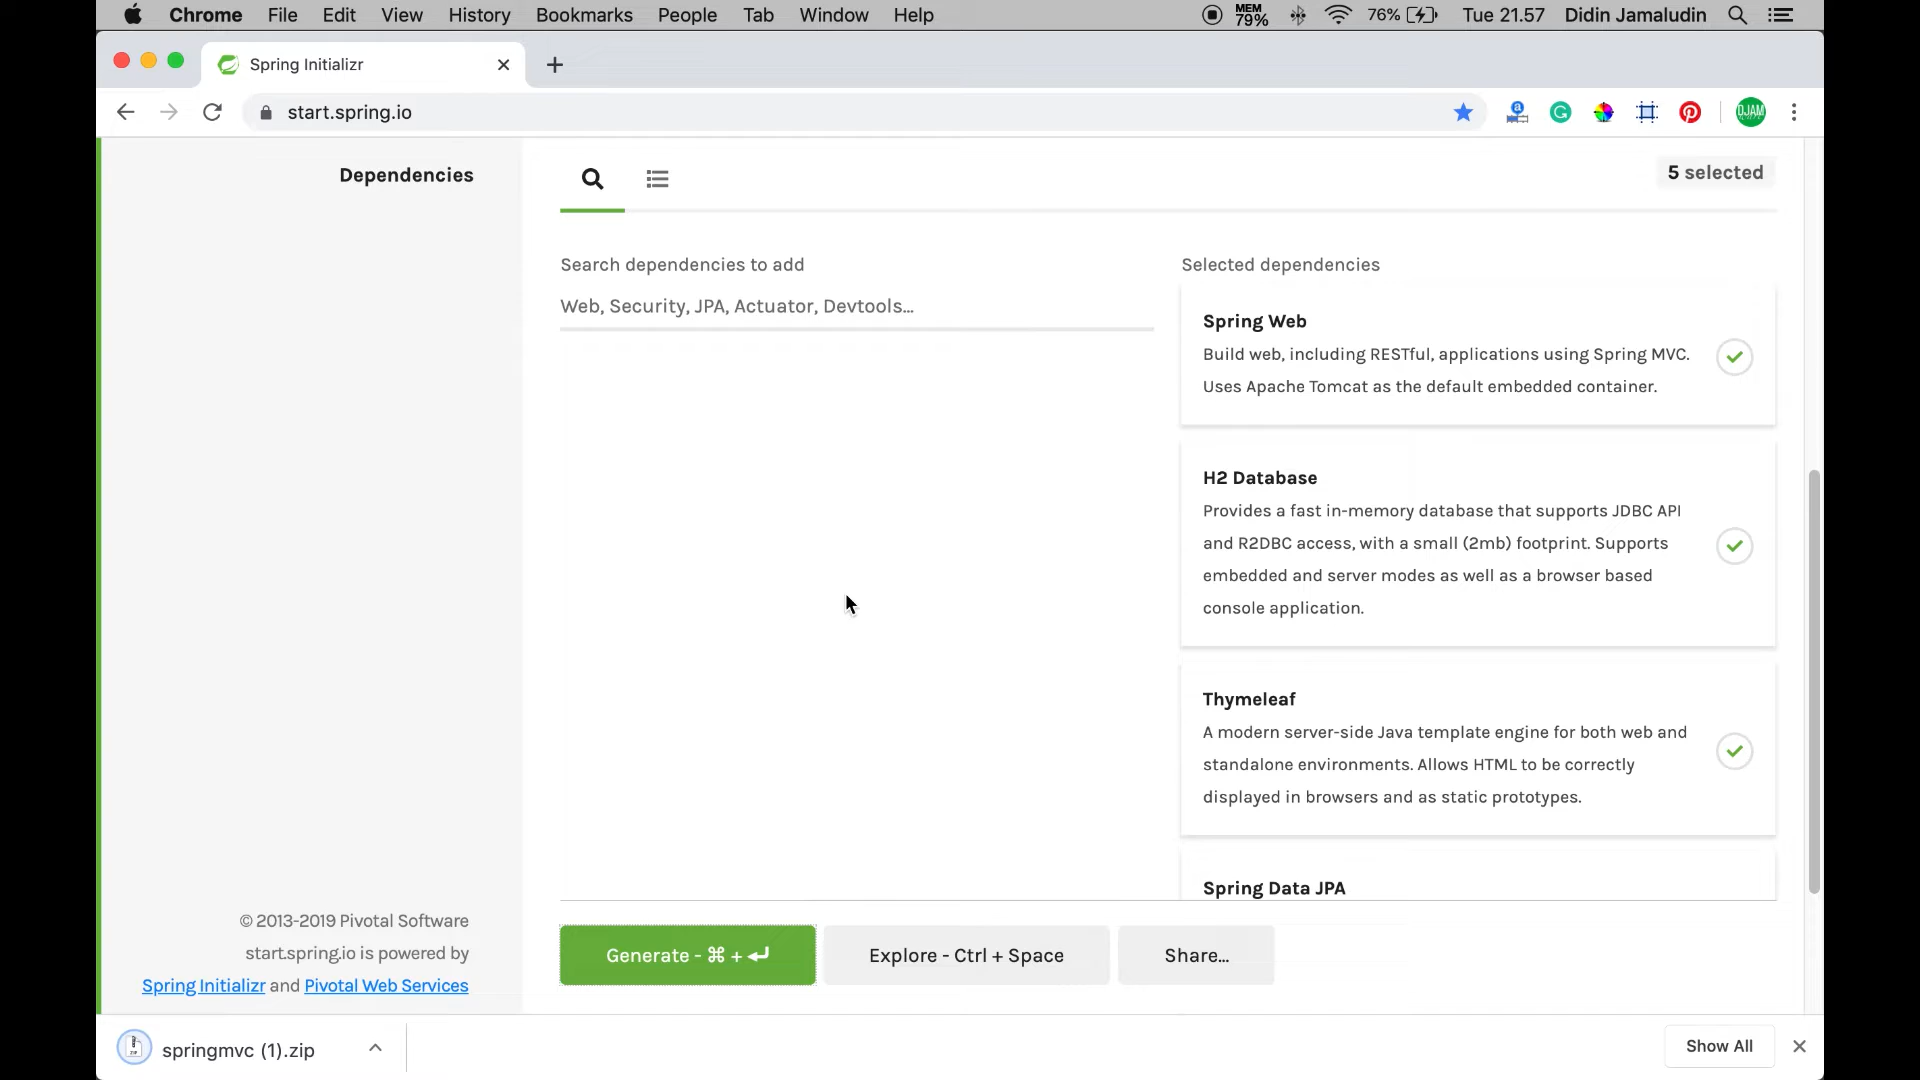 Chrome File Edit View History Bookmarks People Tab Window Help MEM 79% 76% Tue 21.57 Didin Jamaludin
Spring Initializr
start.spring.io
DJAM
Dependencies
5 selected
Search dependencies to add
Web, Security, JPA, Actuator, Devtools...
Selected dependencies
Spring Web
Build web, including RESTful, applications using Spring MVC.
Uses Apache Tomcat as the default embedded container.
H2 Database
Provides a fast in-memory database that supports JDBC API
and R2DBC access, with a small (2mb) footprint. Supports
embedded and server modes as well as a browser based
console application.
Thymeleaf
A modern server-side Java template engine for both web and
standalone environments. Allows HTML to be correctly
displayed in browsers and as static prototypes.
Spring Data JPA
© 2013-2019 Pivotal Software
start.spring.io is powered by
Spring Initializr and Pivotal Web Services
Generate - ⌘ + ↵
Explore - Ctrl + Space
Share...
springmvc (1).zip
Show All